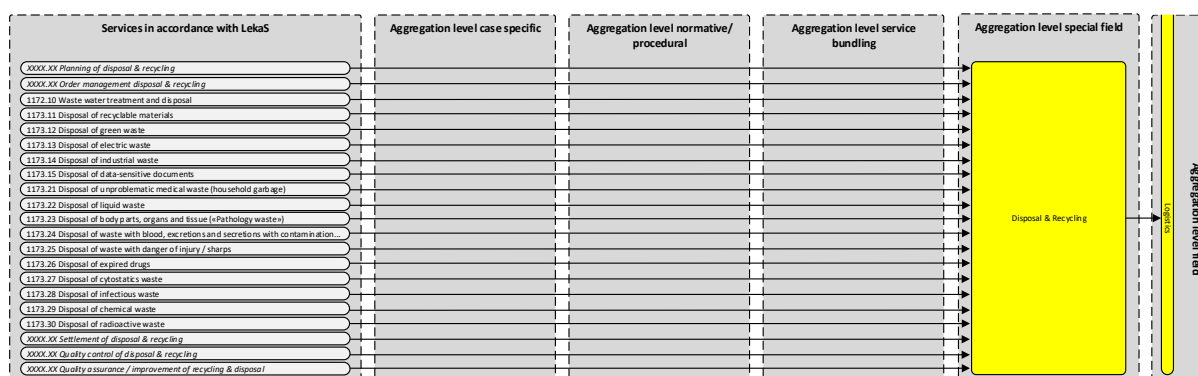 Services in accordance with LekaS
Aggregation level case specific
Aggregation level normative/
procedural
Aggregation level service
bundling
Aggregation level special field
Aggregation level field
XXXX.XX Planning of disposal & recycling
XXXX.XX Order management disposal & recycling
1172.10 Waste water treatment and disposal
1173.11 Disposal of recyclable materials
1173.12 Disposal of green waste
1173.13 Disposal of electric waste
1173.14 Disposal of industrial waste
1173.15 Disposal of data-sensitive documents
1173.21 Disposal of unproblematic medical waste (household garbage)
1173.22 Disposal of liquid waste
1173.23 Disposal of body parts, organs and tissue («Pathology waste»)
1173.24 Disposal of waste with blood, excretions and secretions with contamination...
1173.25 Disposal of waste with danger of injury / sharps
1173.26 Disposal of expired drugs
1173.27 Disposal of cytostatics waste
1173.28 Disposal of infectious waste
1173.29 Disposal of chemical waste
1173.30 Disposal of radioactive waste
XXXX.XX Settlement of disposal & recycling
XXXX.XX Quality control of disposal & recycling
XXXX.XX Quality assurance / improvement of recycling & disposal
Disposal & Recycling
Logistics